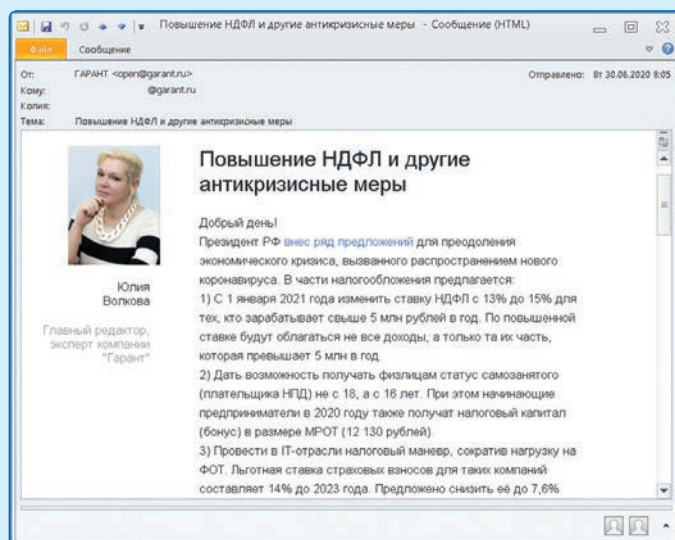 Повышение НДФЛ и другие антикризисные меры - Сообщение (HTML)
Файл Сообщение
От: ГАРАНТ <open@garant.ru> Отправлено: Вт 30.06.2020 8:05
Кому: @garant.ru
Копия:
Тема: Повышение НДФЛ и другие антикризисные меры
Юлия
Волкова
Главный редактор,
эксперт компании
"Гарант"
Повышение НДФЛ и другие
антикризисные меры
Добрый день!
Президент РФ внес ряд предложений для преодоления
экономического кризиса, вызванного распространением нового
коронавируса. В части налогообложения предлагается:
1) С 1 января 2021 года изменить ставку НДФЛ с 13% до 15% для
тех, кто зарабатывает свыше 5 млн рублей в год. По повышенной
ставке будут облагаться не все доходы, а только та их часть,
которая превышает 5 млн в год.
2) Дать возможность получать физлицам статус самозанятого
(плательщика НПД) не с 18, а с 16 лет. При этом начинающие
предприниматели в 2020 году также получат налоговый капитал
(бонус) в размере МРОТ (12 130 рублей).
3) Провести в IT-отрасли налоговый маневр, сократив нагрузку на
ФОТ. Льготная ставка страховых взносов для таких компаний
составляет 14% до 2023 года. Предложено снизить её до 7,6%